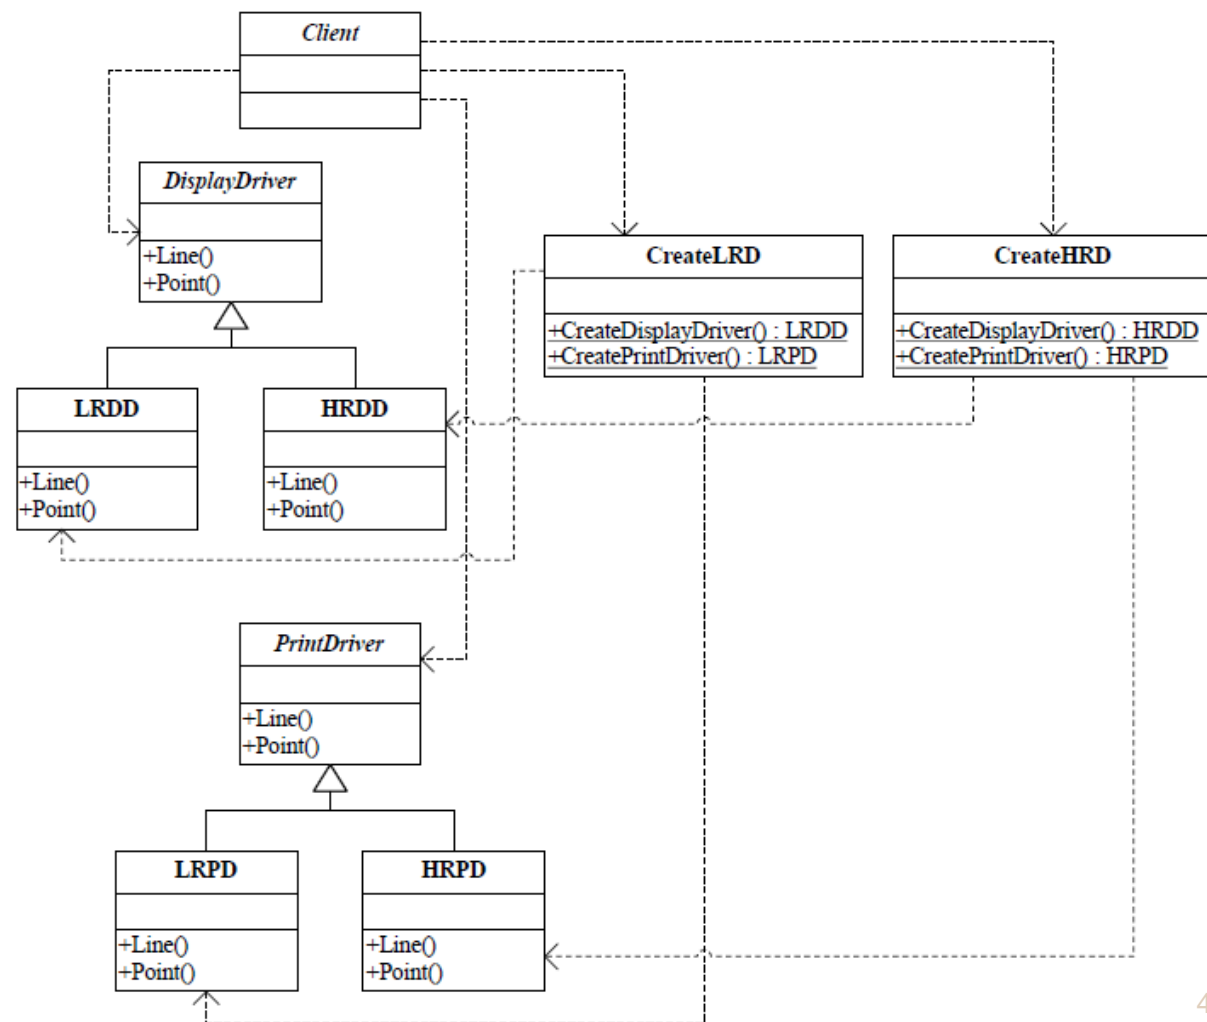 Client
DisplayDriver
+Line()
+Point()
CreateLRD
+CreateDisplayDriver() : LRDD
+CreatePrintDriver() : LRPD
CreateHRD
+CreateDisplayDriver() : HRDD
+CreatePrintDriver() : HRPD
LRDD
+Line()
+Point()
HRDD
+Line()
+Point()
PrintDriver
+Line()
+Point()
LRPD
+Line()
+Point()
HRPD
+Line()
+Point()
4